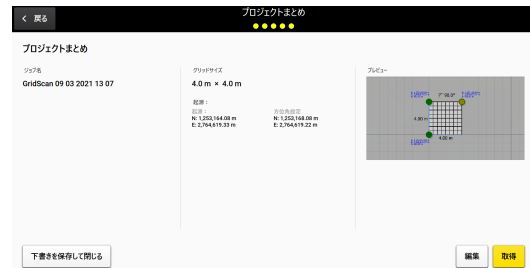 戻る
プロジェクトまとめ
プロジェクトまとめ
ジョブ名
GridScan 09 03 2021 13 07
グリッドサイズ
4.0 m × 4.0 m
起源：
起源：
N: 1,253,164.08 m
E: 2,764,619.33 m
方位角設定
N: 1,253,168.08 m
E: 2,764,619.22 m
プレビュー
90.0°
4.00 m
4.00 m
下書きを保存して閉じる
編集
取得